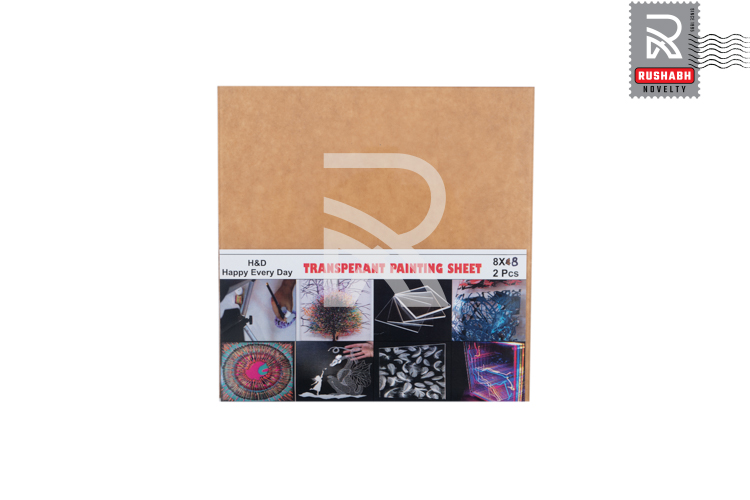 RUSHABH
NOVELTY
H&D
Happy Every Day
TRANSPERANT PAINTING SHEET
8X8
2 Pcs